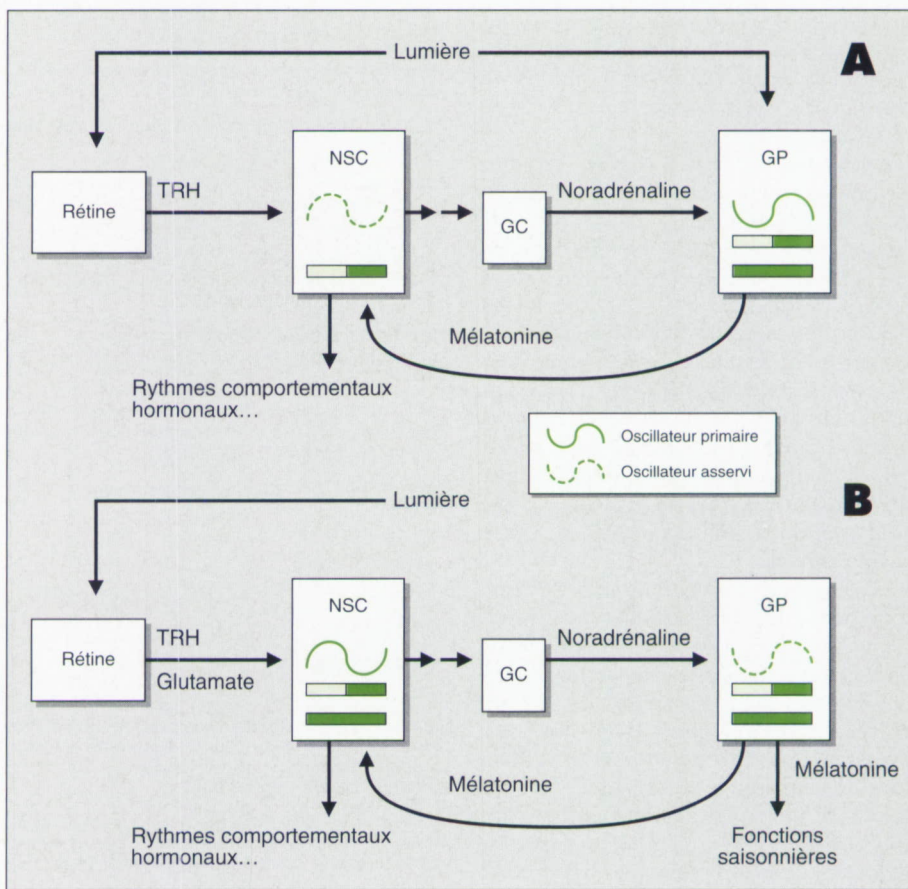 Lumière
A
NSC
GP
TRH
Noradrénaline
Rétine
GC
Mélatonine
Rythmes comportementaux
hormonaux...
Oscillateur primaire
Oscillateur asservi
Lumière
B
NSC
GP
TRH
Noradrénaline
Rétine
Glutamate
GC
Mélatonine
Mélatonine
Rythmes comportementaux
hormonaux...
Fonctions
saisonnières